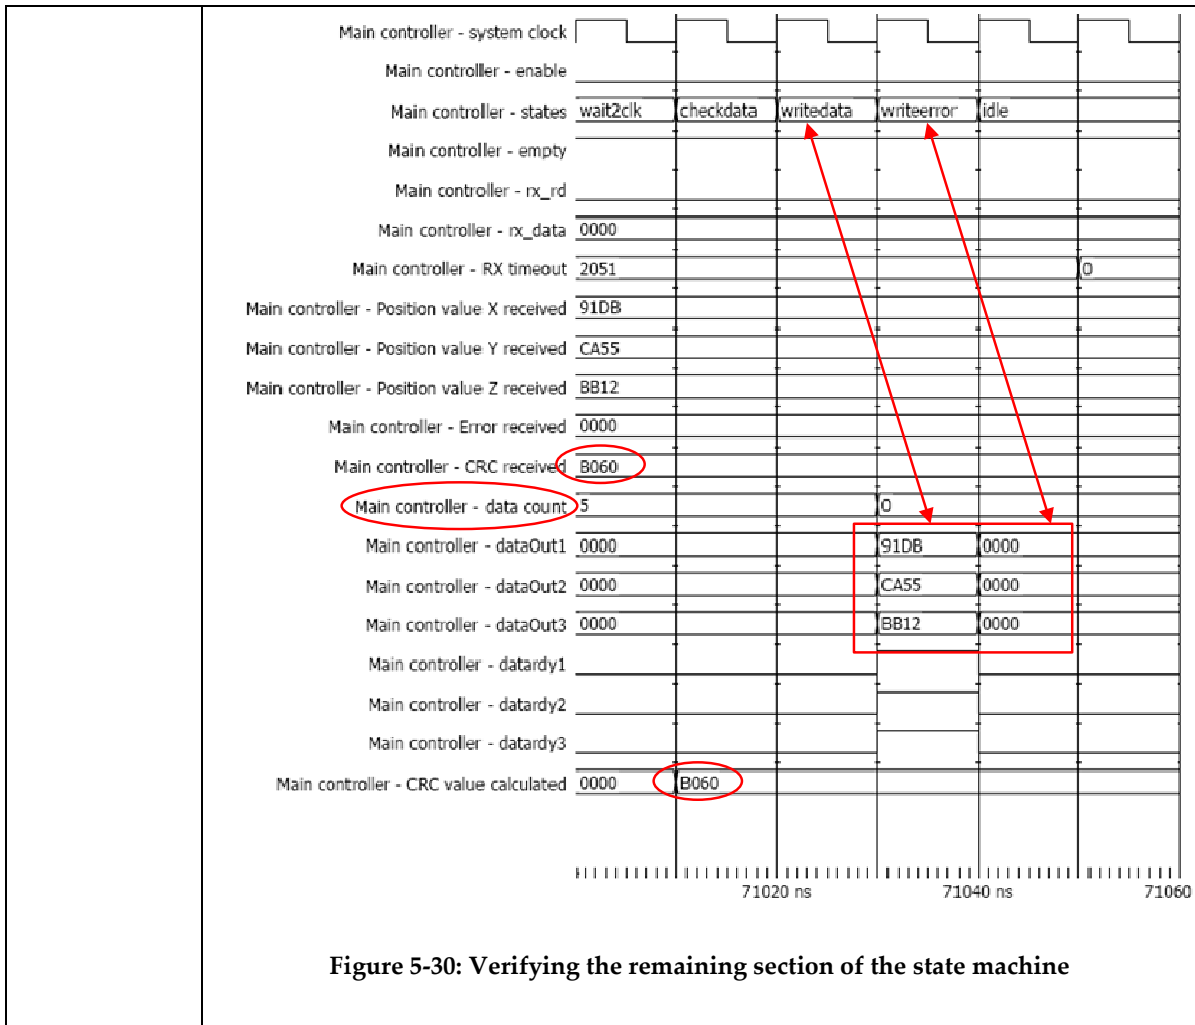 Main controller - system clock
Main controlller - enable
Main controller - states wait2clk checkdata writedata writeerror idle
Main controller - empty
Main controller - rx_rd
Main controller - rx_data 0000
Main controller - RX timeout 2051 0
Main controller - Position value X received 91DB
Main controller - Position value Y received CA55
Main controller - Position value Z received BB12
Main controller - Error received 0000
Main controller - CRC received B060
Main controller - data count 5 0
Main controller - dataOut1 0000 91DB 0000
Main controller - dataOut2 0000 CA55 0000
Main controller - dataOut3 0000 BB12 0000
Main controller - datardy1
Main controller - datardy2
Main controller - datardy3
Main controller - CRC value calculated 0000 B060
71020 ns 71040 ns 71060
Figure 5-30: Verifying the remaining section of the state machine